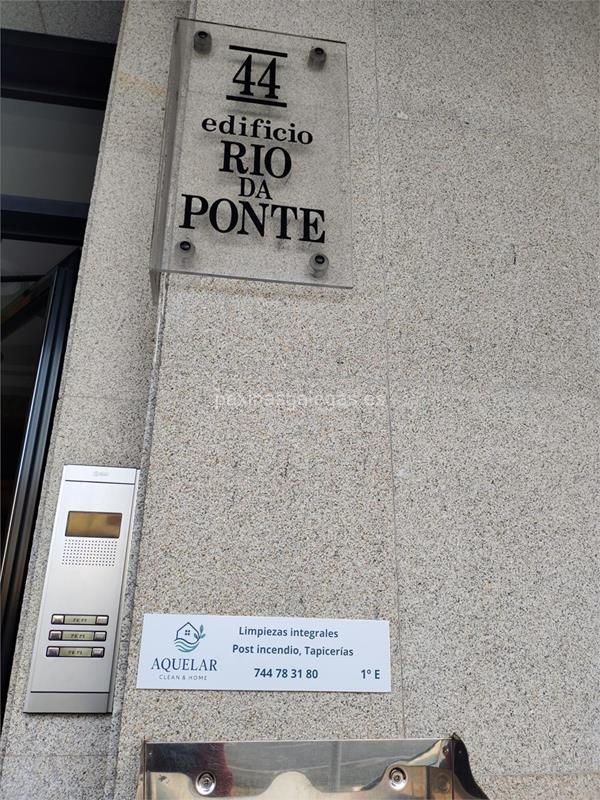 44
edificio
RIO
DA
PONTE
paxinasgalegas.es
AQUELAR
CLEAN & HOME
Limpiezas integrales
Post incendio, Tapicerías
744 78 31 80 1º E